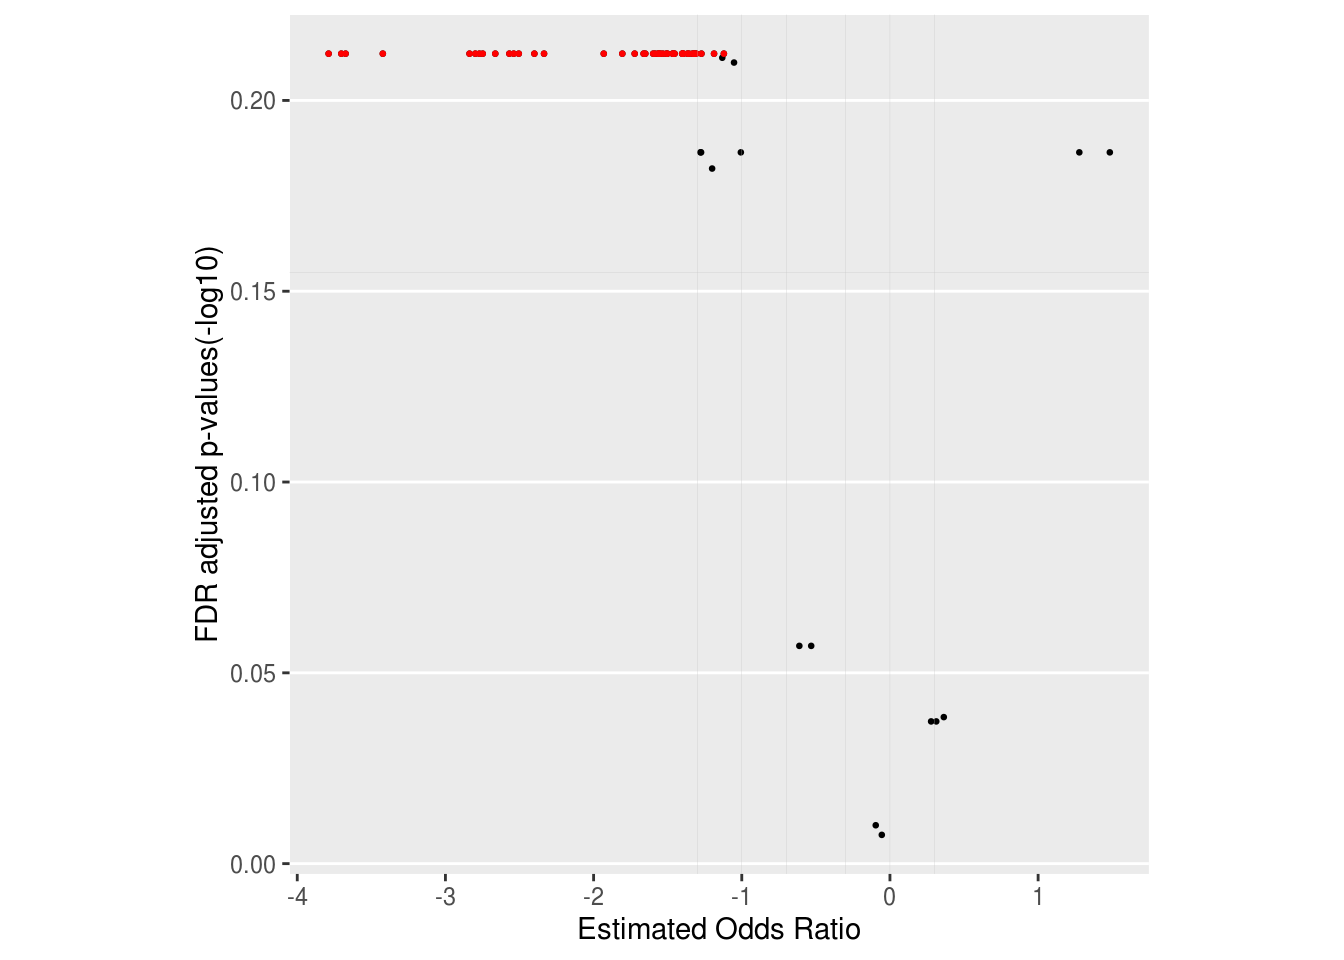 FDR adjusted p-values(-log10)
0.20
0.15
0.10
0.05
0.00
-4 -3 -2 -1 0 1
Estimated Odds Ratio